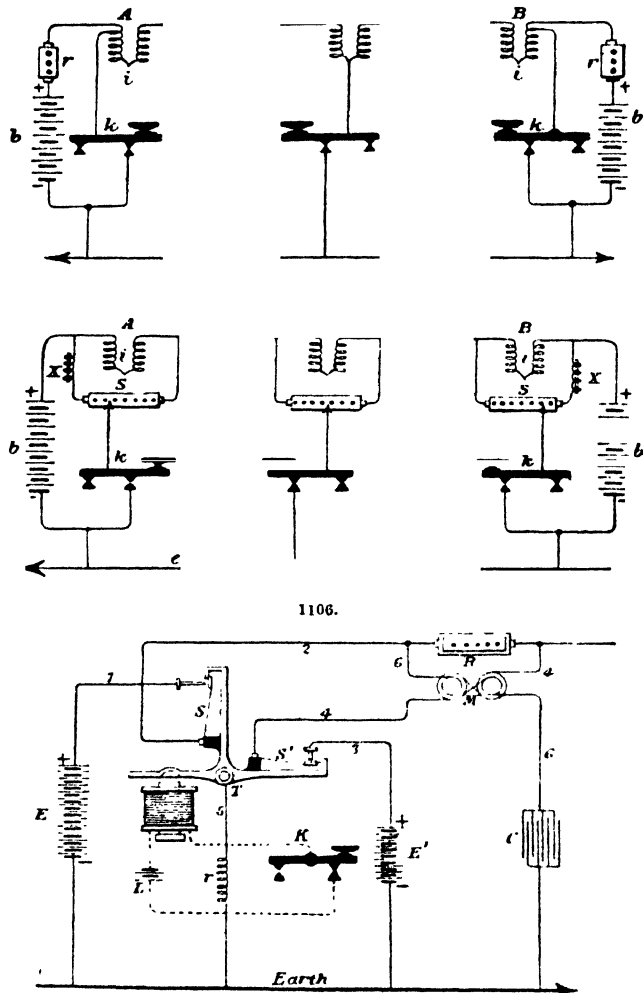 A B
r i i r
+ +
b k k b
A B
X i S i S X
+ +
b k k b
e
1106.
2
6 R 4
1 M
S 4
S' 3 6
+ T +
E 5 K E' C
L r
Earth